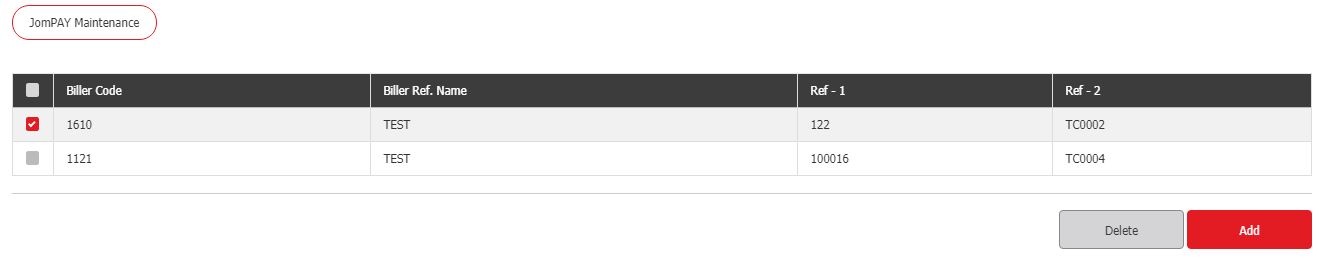 JomPAY Maintenance
Biller Code Biller Ref. Name Ref - 1 Ref - 2
1610 TEST 122 TC0002
1121 TEST 100016 TC0004
Delete Add